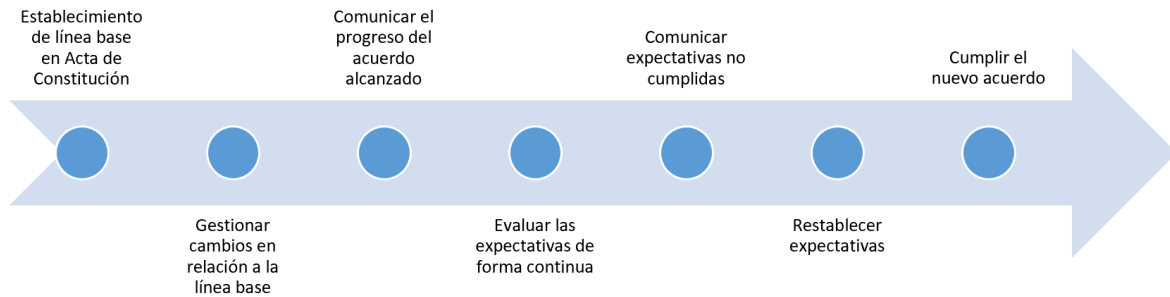 Establecimiento
de línea base
en Acta de
Constitución
Gestionar
cambios en
relación a la
línea base
Comunicar el
progreso del
acuerdo
alcanzado
Evaluar las
expectativas de
forma continua
Comunicar
expectativas no
cumplidas
Restablecer
expectativas
Cumplir el
nuevo acuerdo